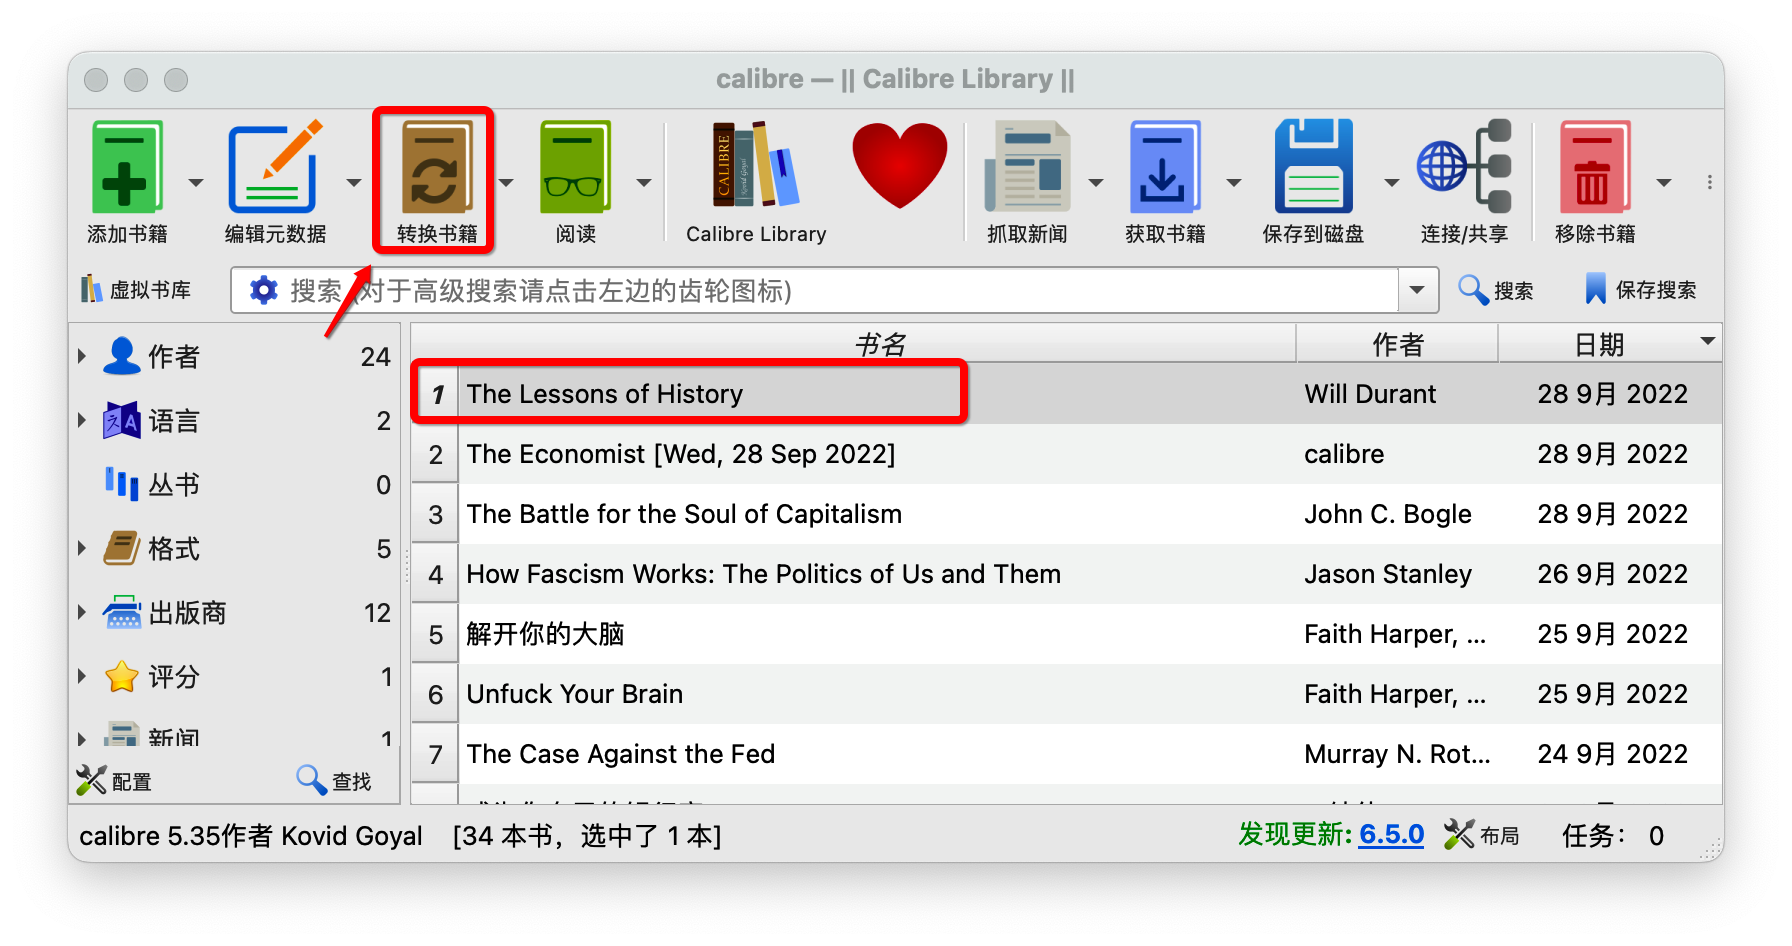 calibre — || Calibre Library ||
添加书籍 编辑元数据 转换书籍 阅读 Calibre Library 抓取新闻 获取书籍 保存到磁盘 连接/共享 移除书籍
CALIBRE Kovid Goyal
虚拟书库 搜索 (对于高级搜索请点击左边的齿轮图标) 搜索 保存搜索
作者 24
语言 2
丛书 0
格式 5
出版商 12
评分 1
新闻 1
配置 查找
书名 作者 日期
1 The Lessons of History Will Durant 28 9月 2022
2 The Economist [Wed, 28 Sep 2022] calibre 28 9月 2022
3 The Battle for the Soul of Capitalism John C. Bogle 28 9月 2022
4 How Fascism Works: The Politics of Us and Them Jason Stanley 26 9月 2022
5 解开你的大脑 Faith Harper, ... 25 9月 2022
6 Unfuck Your Brain Faith Harper, ... 25 9月 2022
7 The Case Against the Fed Murray N. Rot... 24 9月 2022
calibre 5.35作者 Kovid Goyal [34 本书，选中了 1 本] 发现更新: 6.5.0 布局 任务： 0